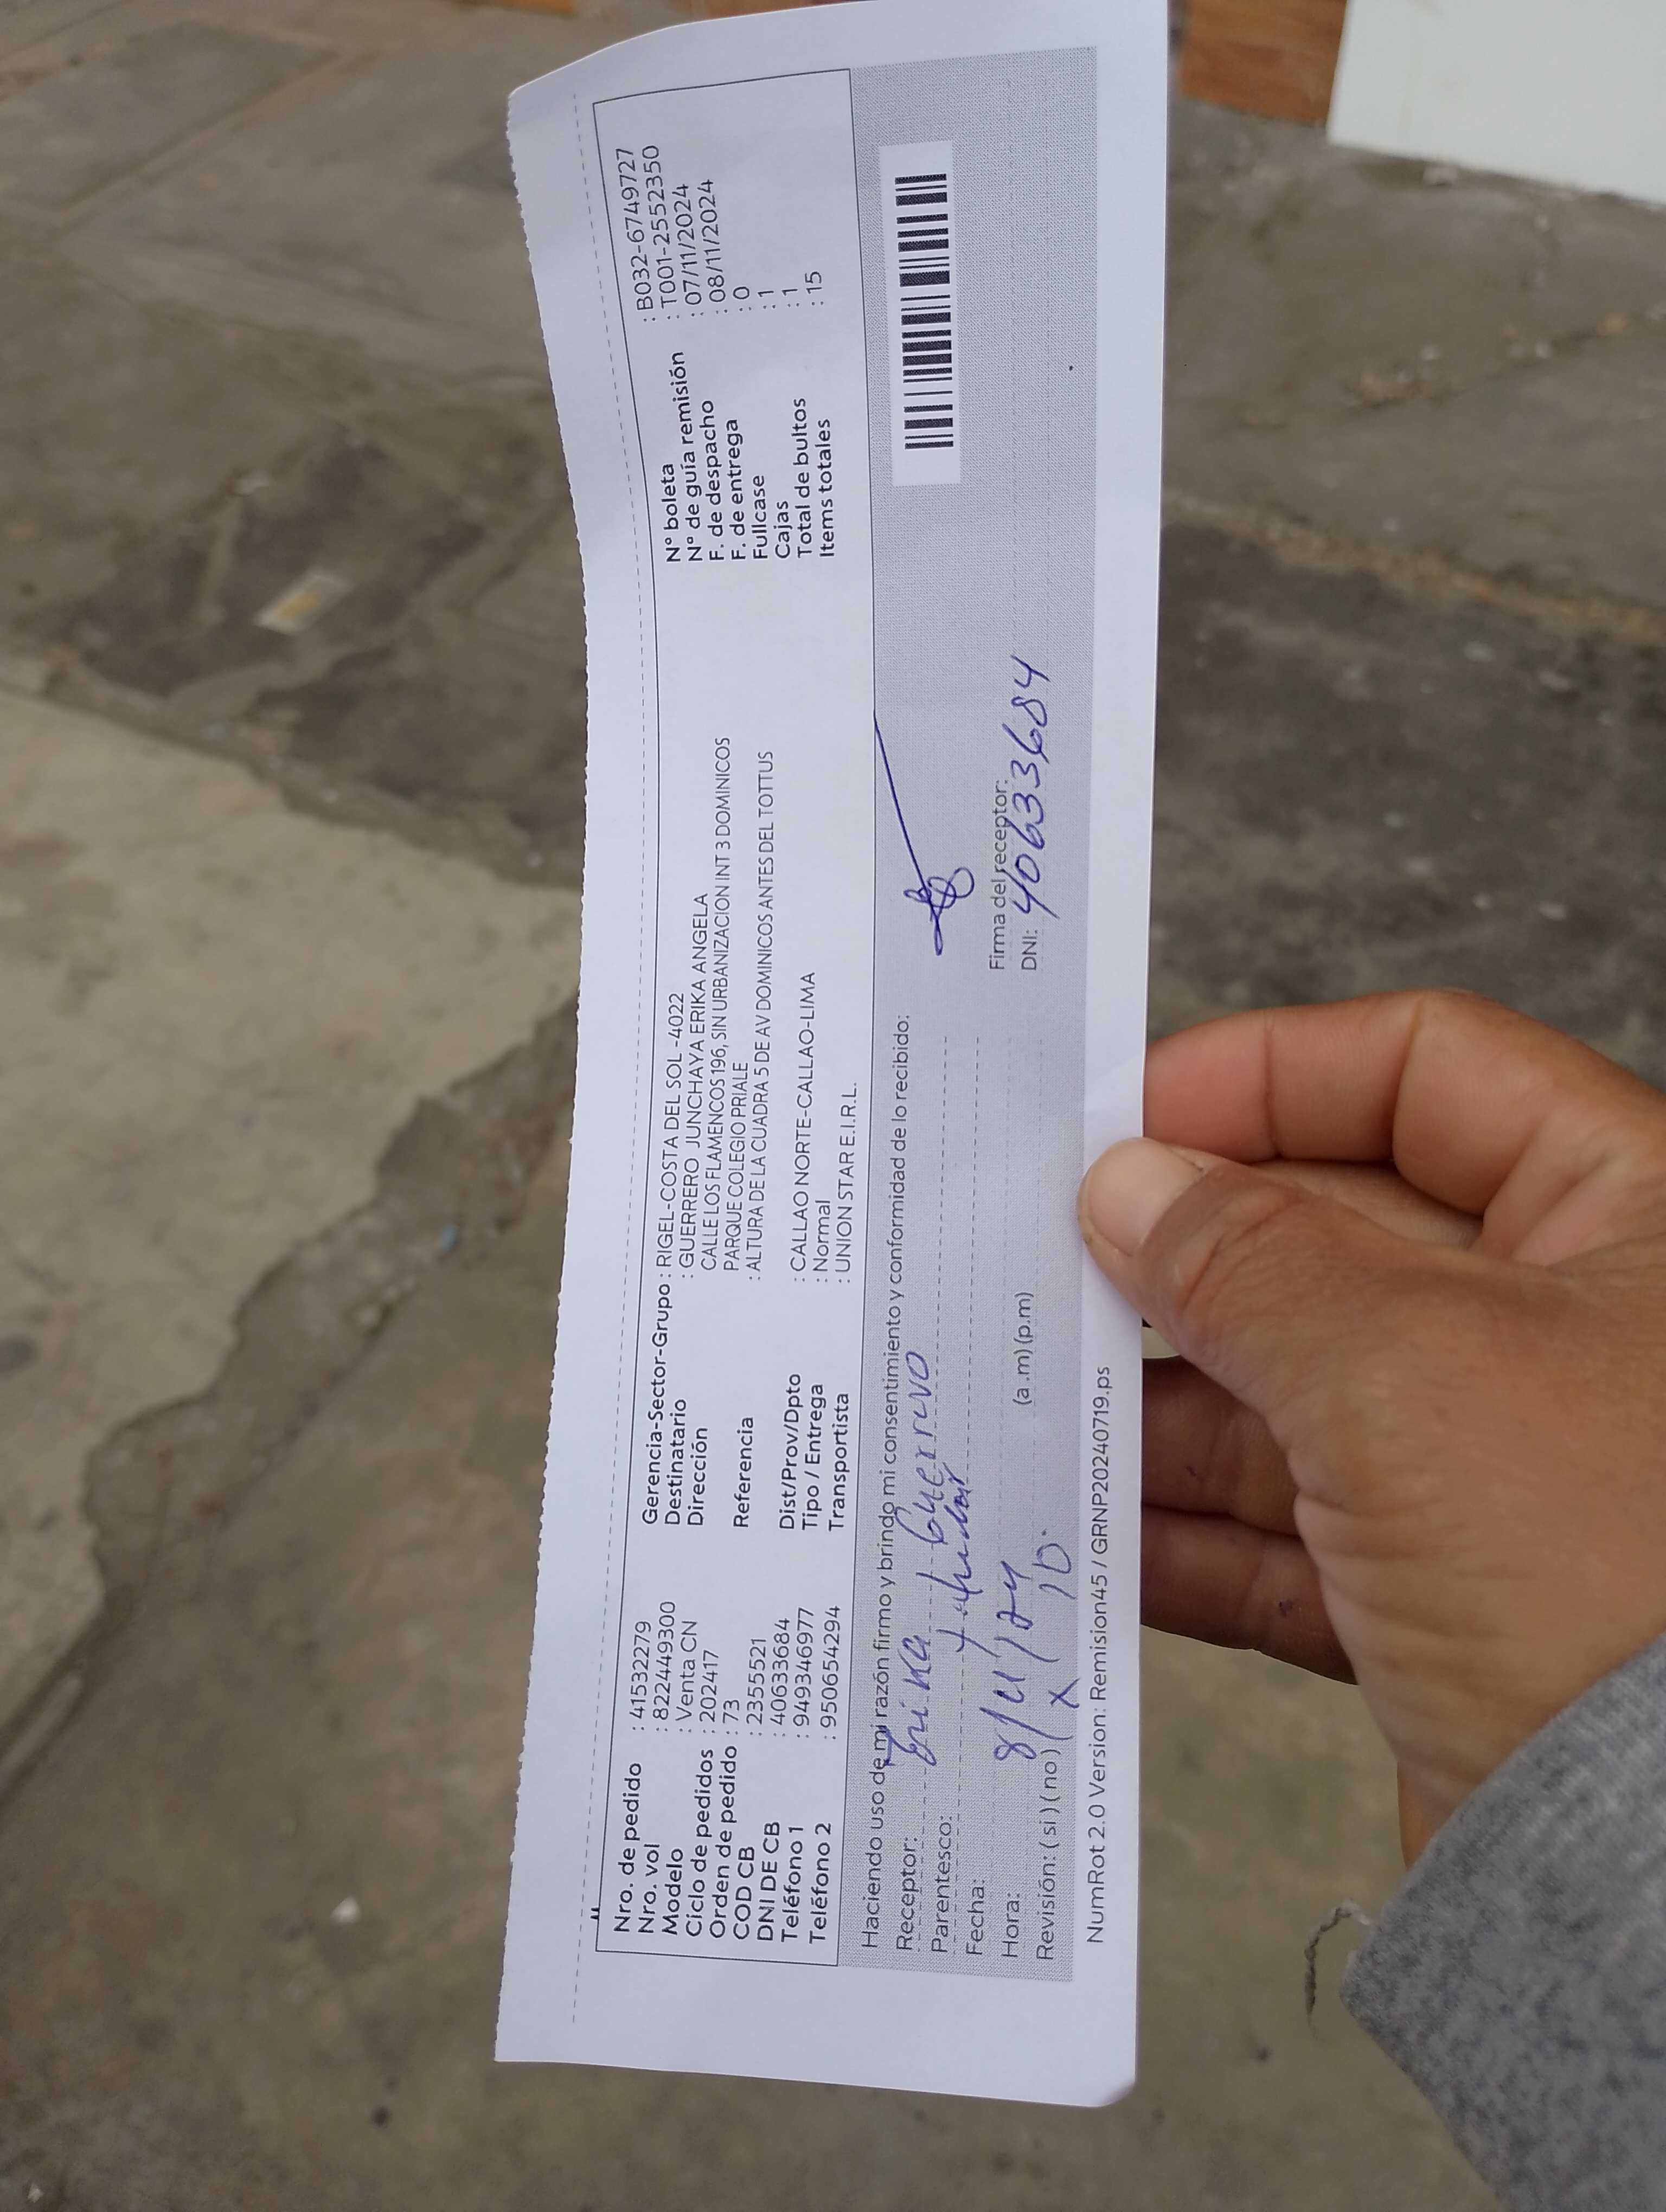 Nro. de pedido : 41532279
Nro. vol : 822449300
Modelo : Venta CN
Ciclo de pedidos : 202417
Orden de pedido : 73
COD CB : 2355521
DNI DE CB : 40633684
Teléfono 1 : 949346977
Teléfono 2 : 950654294
Gerencia-Sector-Grupo : RIGEL-COSTA DEL SOL -4022
Destinatario : GUERRERO JUNCHAYA ERIKA ANGELA
Dirección CALLE LOS FLAMENCOS 196, SIN URBANIZACION INT 3 DOMINICOS
PARQUE COLEGIO PRIALE
Referencia : ALTURA DE LA CUADRA 5 DE AV DOMINICOS ANTES DEL TOTTUS
Dist/Prov/Dpto : CALLAO NORTE-CALLAO-LIMA
Tipo / Entrega : Normal
Transportista : UNION STAR E.I.R.L.
N° boleta : B032-6749727
N° de guía remisión : T001-2552350
F. de despacho : 07/11/2024
F. de entrega : 08/11/2024
Fullcase : 0
Cajas : 1
Total de bultos : 1
Items totales : 15
Haciendo uso de mi razón firmo y brindo mi consentimiento y conformidad de lo recibido:
Receptor: Erika Guerrero
Parentesco: Titular
Fecha: 8/11/24
Hora: (a.m) (p.m)
Revisión: ( si ) ( no ) ( x 10.
Firma del receptor:
DNI: 40633684
NumRot 2.0 Version: Remision45 / GRNP20240719.ps